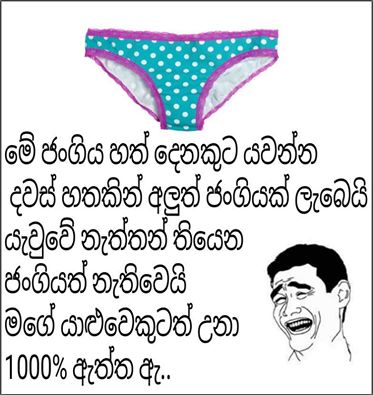 මේ ජංගිය හත් දෙනකුට යවන්න
දවස් හතකින් අලුත් ජංගියක් ලැබෙයි
යැවුවේ නැත්තන් තියෙන
ජංගියත් නැතිවෙයි
මගේ යාළුවෙකුටත් උනා
1000% ඇත්ත ඇ..